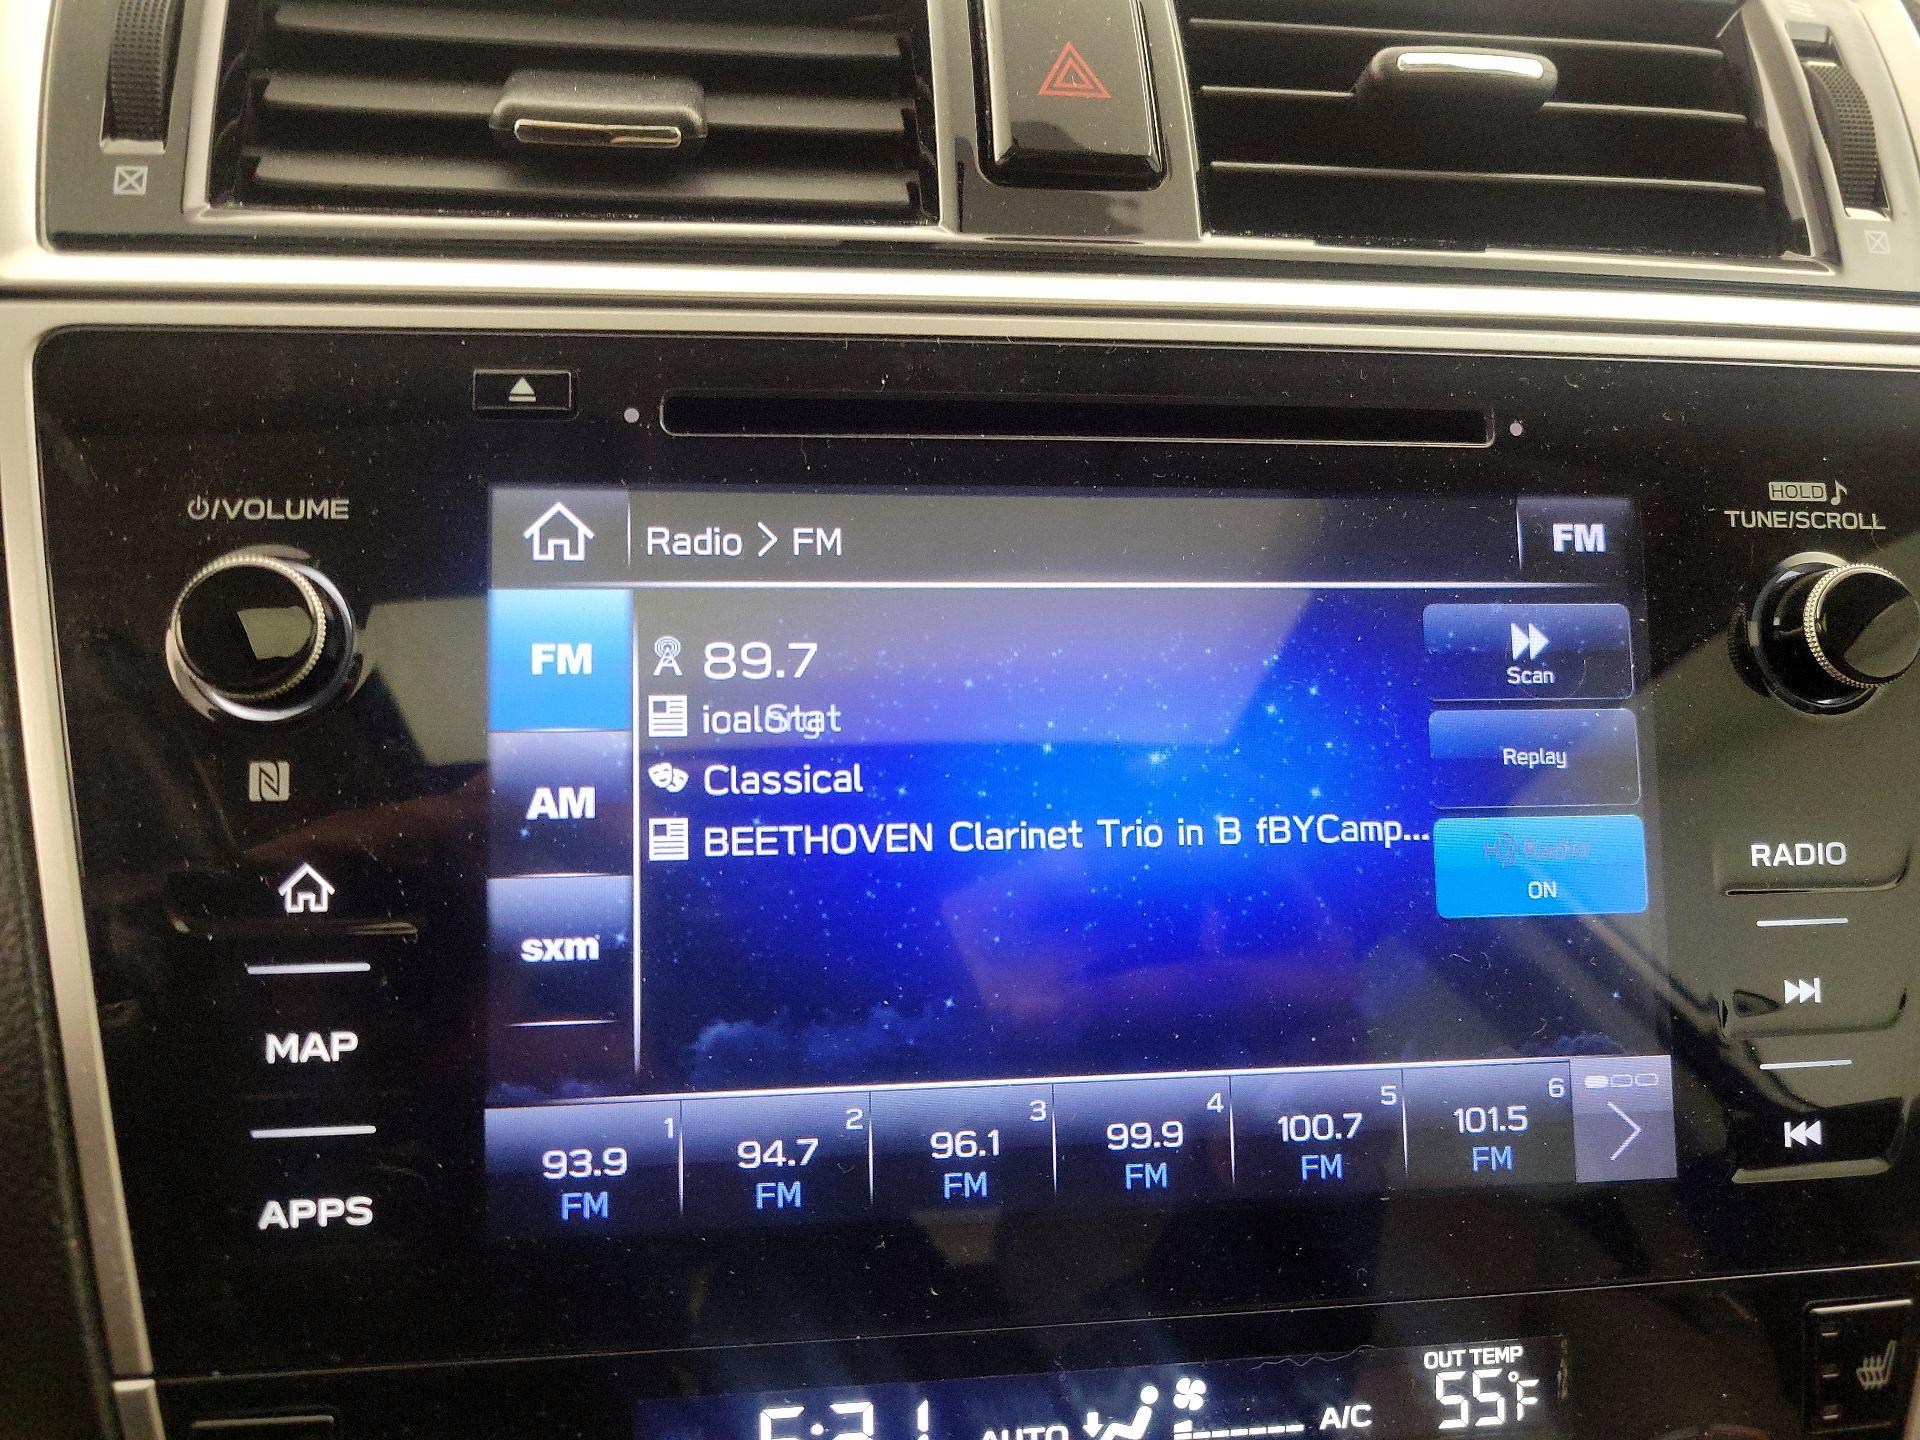 /VOLUME
HOLD
TUNE/SCROLL
Radio > FM
FM
FM
89.7
Scan
Replay
Classical
AM
BEETHOVEN Clarinet Trio in B fBYCamp...
HD Radio
ON
RADIO
sxm
MAP
1
2
3
4
5
6
93.9
94.7
96.1
99.9
100.7
101.5
FM
FM
FM
FM
FM
FM
APPS
OUT TEMP
AUTO
A/C
55°F